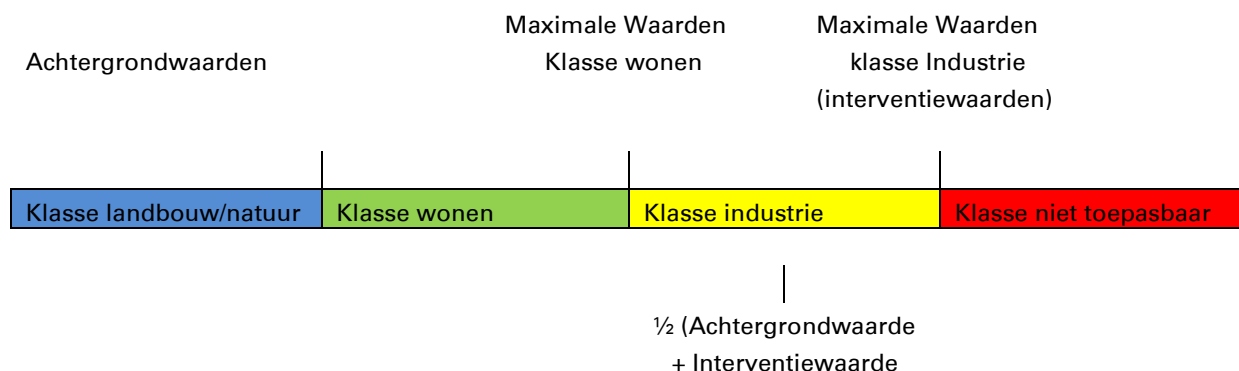 Achtergrondwaarden
Maximale Waarden
Klasse wonen
Maximale Waarden
klasse Industrie
(interventiewaarden)
Klasse landbouw/natuur
Klasse wonen
Klasse industrie
Klasse niet toepasbaar
½ (Achtergrondwaarde
+ Interventiewaarde